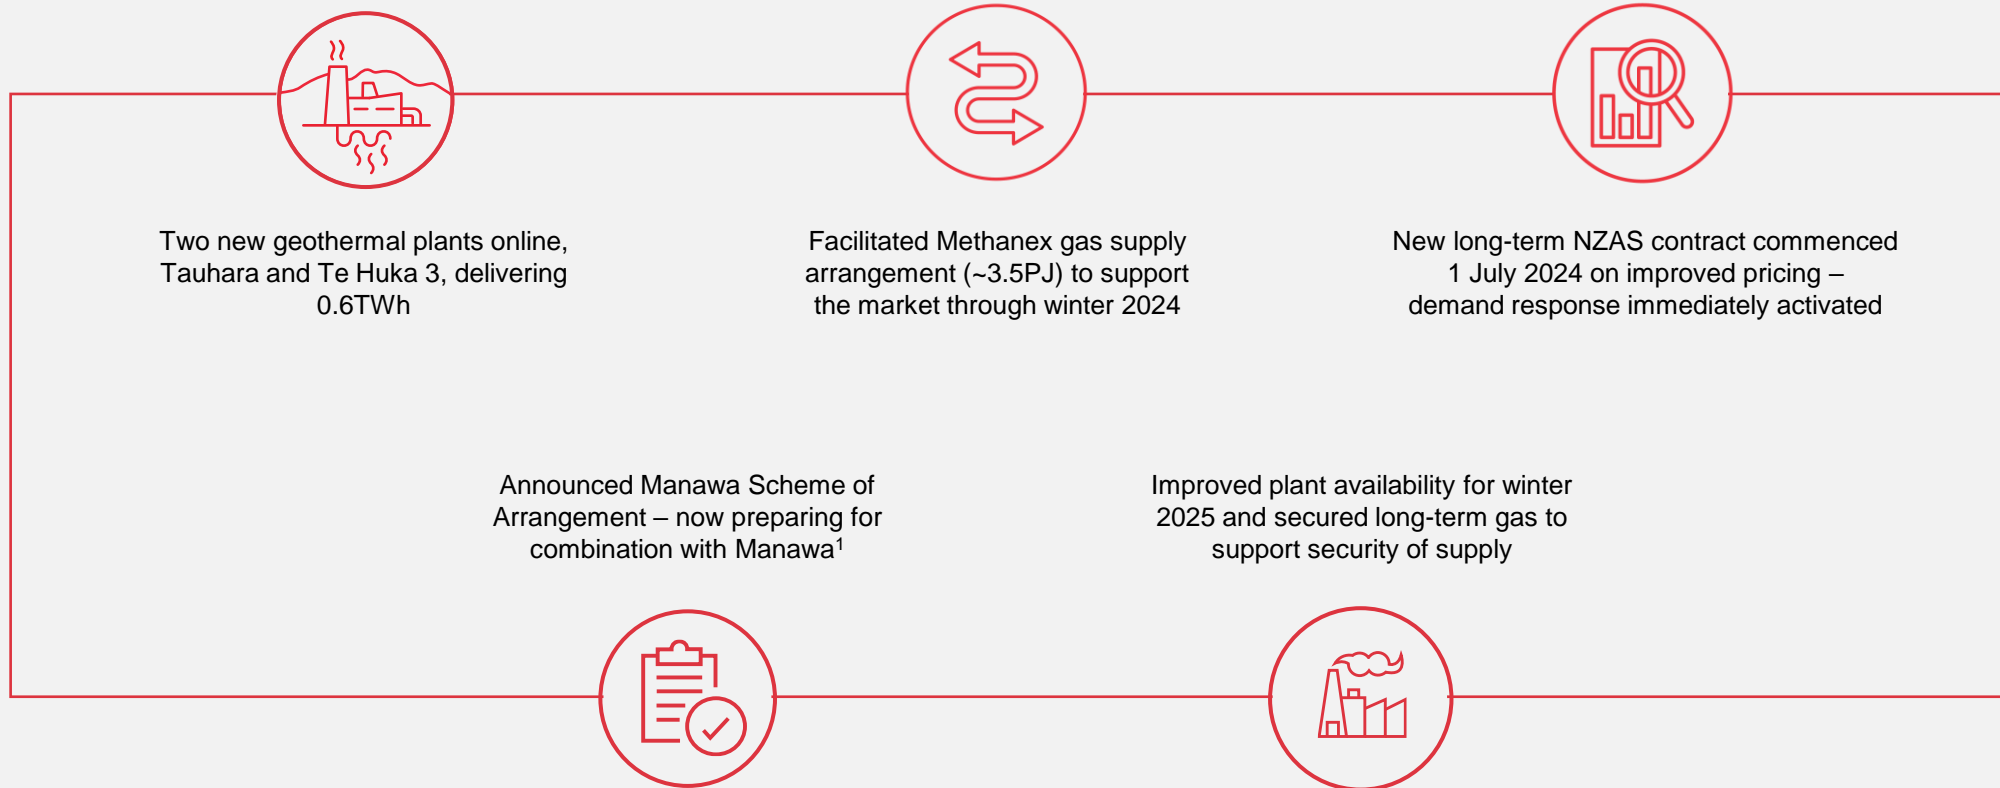 Two new geothermal plants online,
Tauhara and Te Huka 3, delivering
0.6TWh
Facilitated Methanex gas supply
arrangement (~3.5PJ) to support
the market through winter 2024
New long-term NZAS contract commenced
1 July 2024 on improved pricing –
demand response immediately activated
Announced Manawa Scheme of
Arrangement – now preparing for
combination with Manawa¹
Improved plant availability for winter
2025 and secured long-term gas to
support security of supply